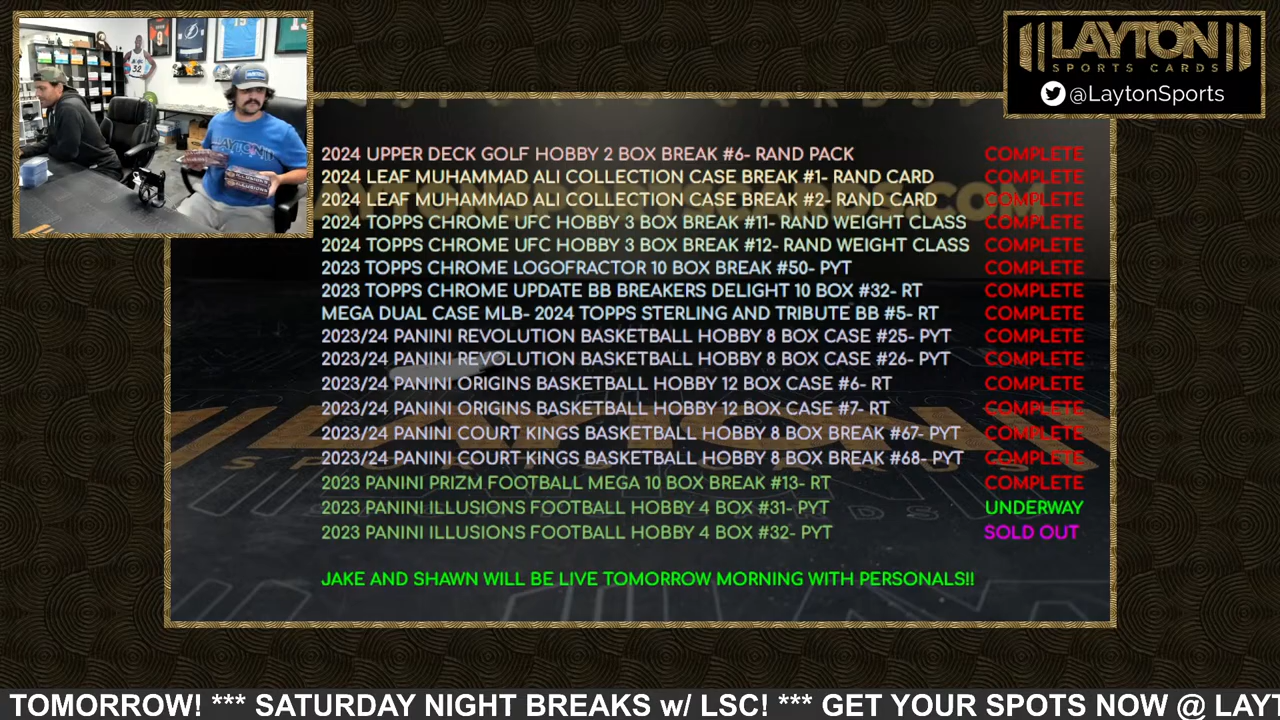 LAYTON
SPORTS CARDS
@LaytonSports
2024 UPPER DECK GOLF HOBBY 2 BOX BREAK #6- RAND PACK COMPLETE
2024 LEAF MUHAMMAD ALI COLLECTION CASE BREAK #1- RAND CARD COMPLETE
2024 LEAF MUHAMMAD ALI COLLECTION CASE BREAK #2- RAND CARD COMPLETE
2024 TOPPS CHROME UFC HOBBY 3 BOX BREAK #11- RAND WEIGHT CLASS COMPLETE
2024 TOPPS CHROME UFC HOBBY 3 BOX BREAK #12- RAND WEIGHT CLASS COMPLETE
2023 TOPPS CHROME LOGOFRACTOR 10 BOX BREAK #50- PYT COMPLETE
2023 TOPPS CHROME UPDATE BB BREAKERS DELIGHT 10 BOX #32- RT COMPLETE
MEGA DUAL CASE MLB- 2024 TOPPS STERLING AND TRIBUTE BB #5- RT COMPLETE
2023/24 PANINI REVOLUTION BASKETBALL HOBBY 8 BOX CASE #25- PYT COMPLETE
2023/24 PANINI REVOLUTION BASKETBALL HOBBY 8 BOX CASE #26- PYT COMPLETE
2023/24 PANINI ORIGINS BASKETBALL HOBBY 12 BOX CASE #6- RT COMPLETE
2023/24 PANINI ORIGINS BASKETBALL HOBBY 12 BOX CASE #7- RT COMPLETE
2023/24 PANINI COURT KINGS BASKETBALL HOBBY 8 BOX BREAK #67- PYT COMPLETE
2023/24 PANINI COURT KINGS BASKETBALL HOBBY 8 BOX BREAK #68- PYT COMPLETE
2023 PANINI PRIZM FOOTBALL MEGA 10 BOX BREAK #13- RT COMPLETE
2023 PANINI ILLUSIONS FOOTBALL HOBBY 4 BOX #31- PYT UNDERWAY
2023 PANINI ILLUSIONS FOOTBALL HOBBY 4 BOX #32- PYT SOLD OUT
JAKE AND SHAWN WILL BE LIVE TOMORROW MORNING WITH PERSONALS!!
TOMORROW! *** SATURDAY NIGHT BREAKS w/ LSC! *** GET YOUR SPOTS NOW @ LAYT